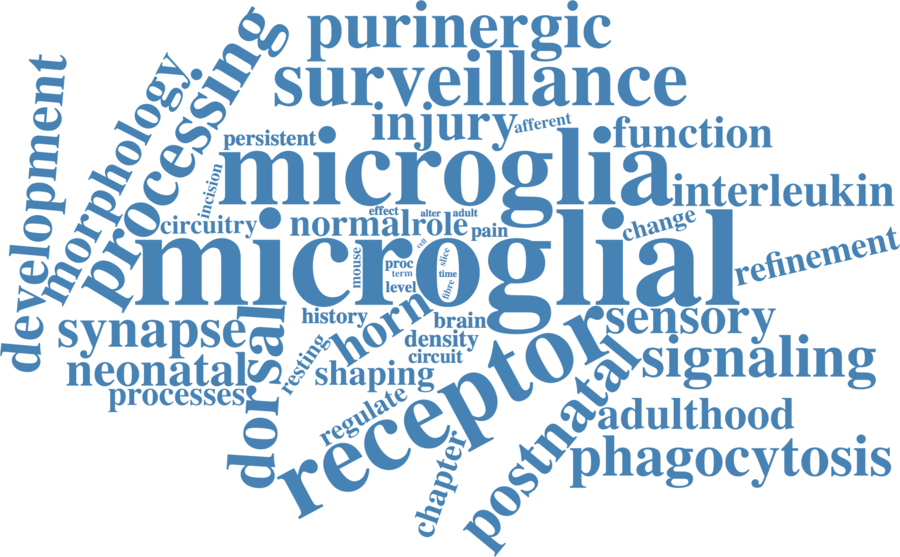 purinergic
surveillance
processing
development
morphology
injury
afferent
function
persistent
microglia
incision
interleukin
circuitry
effect
alter
adult
normal
role
pain
change
microglial
mouse
proc
term
level
cell
slice
time
fibre
refinement
history
horn
brain
density
circuit
sensory
synapse
dorsal
resting
shaping
receptor
signaling
neonatal
processes
regulate
postnatal
adulthood
chapter
phagocytosis